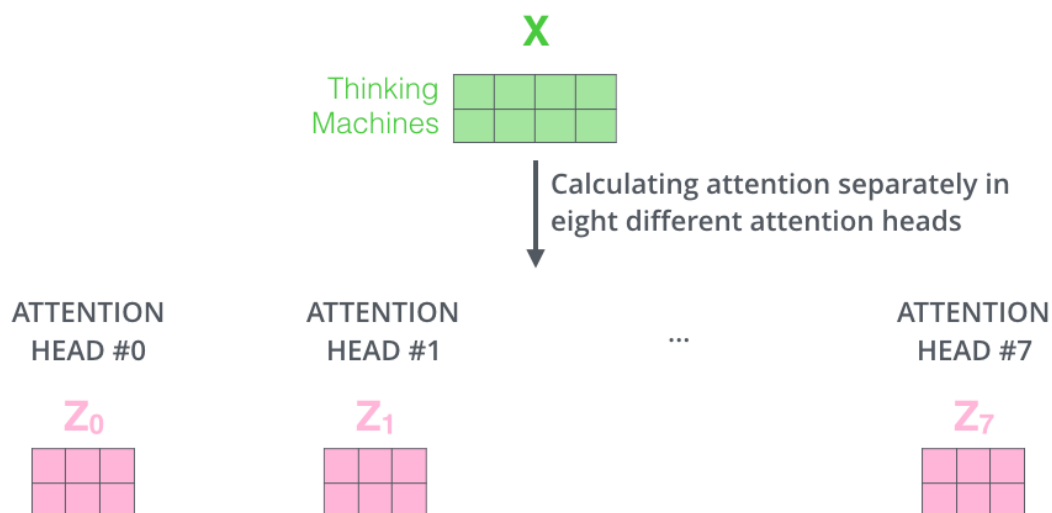 X
Thinking
Machines
Calculating attention separately in
eight different attention heads
ATTENTION
HEAD #0
ATTENTION
HEAD #1
...
ATTENTION
HEAD #7
Z0
Z1
Z7